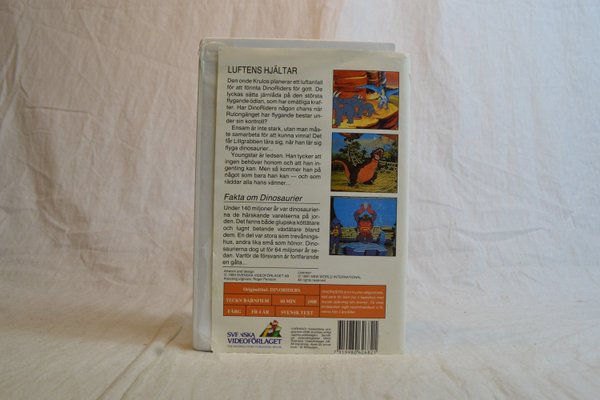 LUFTENS HJÄLTAR
Den onde Krulos planerar ett luftanfall
för att förinta DinoRiders för gott. De
lyckas sätta järnlåda på den största
flygande ödlan, som har omätliga kraf-
ter. Har DinoRiders någon chans när
Rulongänget har flygande bestar un-
der sin kontroll?
Ensam är inte stark, utan man mås-
te samarbeta för att kunna vinna! Det
får Lillgrabben lära sig, när han lär sig
flyga dinosaurier...
Youngstar är ledsen. Han tycker att
ingen behöver honom och att han in-
genting kan. Men så kommer han på
något som bara han kan — och som
räddar alla hans vänner...
Fakta om Dinosaurier
Under 140 miljoner år var dinosaurier-
na de härskande varelserna på jor-
den. Det fanns både glupska köttätare
och lugnt betande växtätare bland
dem. En del var stora som trevånings-
hus, andra lika små som hönor. Dino-
saurierna dog ut för 64 miljoner år se-
dan. Varför de försvann är fortfarande
en gåta...
Originaltitel: DINORIDERS
TECKN BARNFILM 40 MIN 1988
FÄRG FR 4 ÅR SVENSK TEXT
SVENSKA
VIDEOFÖRLAGET